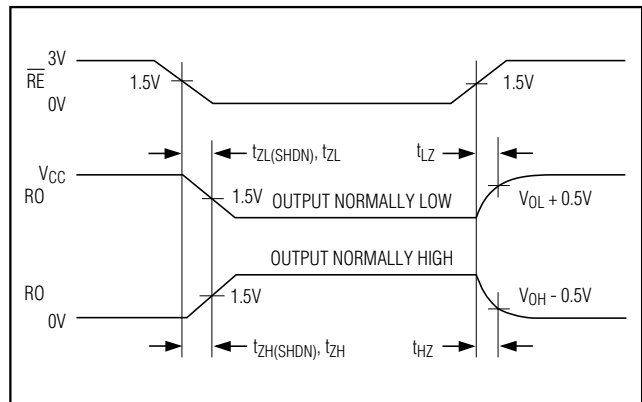 3V
R̅E̅
1.5V
1.5V
0V
tZL(SHDN), tZL
tLZ
VCC
RO
1.5V
OUTPUT NORMALLY LOW
VOL + 0.5V
OUTPUT NORMALLY HIGH
RO
1.5V
VOH - 0.5V
0V
tZH(SHDN), tZH
tHZ